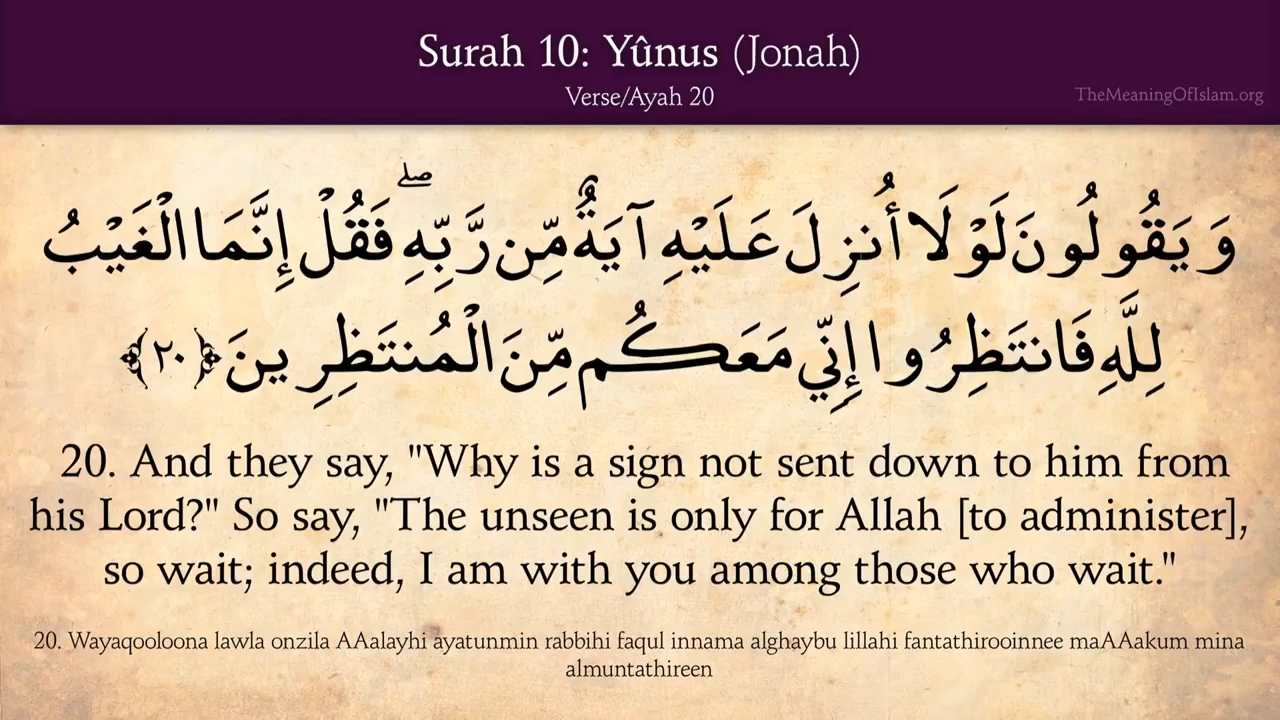 Surah 10: Yûnus (Jonah)
Verse/Ayah 20
TheMeaningOfIslam.org
وَيَقُولُونَ لَوْلَا أُنزِلَ عَلَيْهِ آيَةٌ مِّن رَّبِّهِ ۖ فَقُلْ إِنَّمَا الْغَيْبُ
لِلَّهِ فَانتَظِرُوا إِنِّي مَعَكُم مِّنَ الْمُنتَظِرِينَ ﴿٢٠﴾
20. And they say, "Why is a sign not sent down to him from
his Lord?" So say, "The unseen is only for Allah [to administer],
so wait; indeed, I am with you among those who wait."
20. Wayaqooloona lawla onzila AAalayhi ayatunmin rabbihi faqul innama alghaybu lillahi fantathirooinnee maAAakum mina
almuntathireen